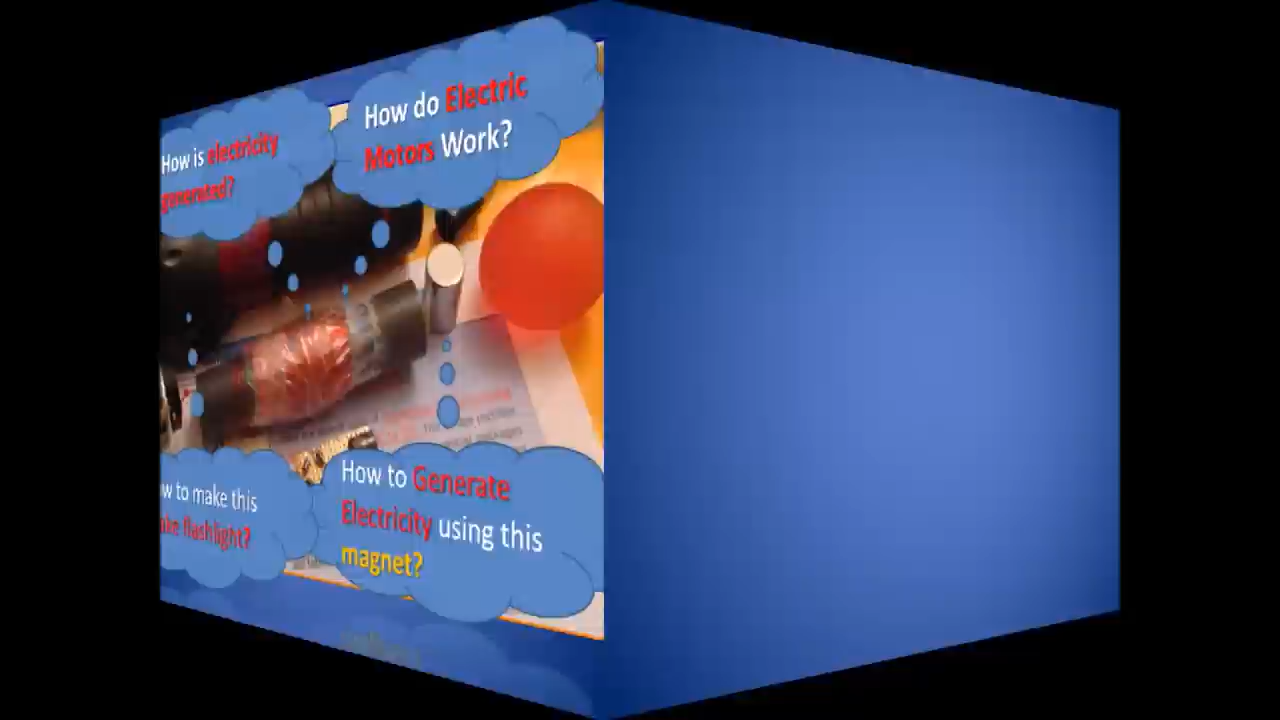 How is electricity
generated?
How do Electric
Motors Work?
w to make this
ake flashlight?
How to Generate
Electricity using this
magnet?